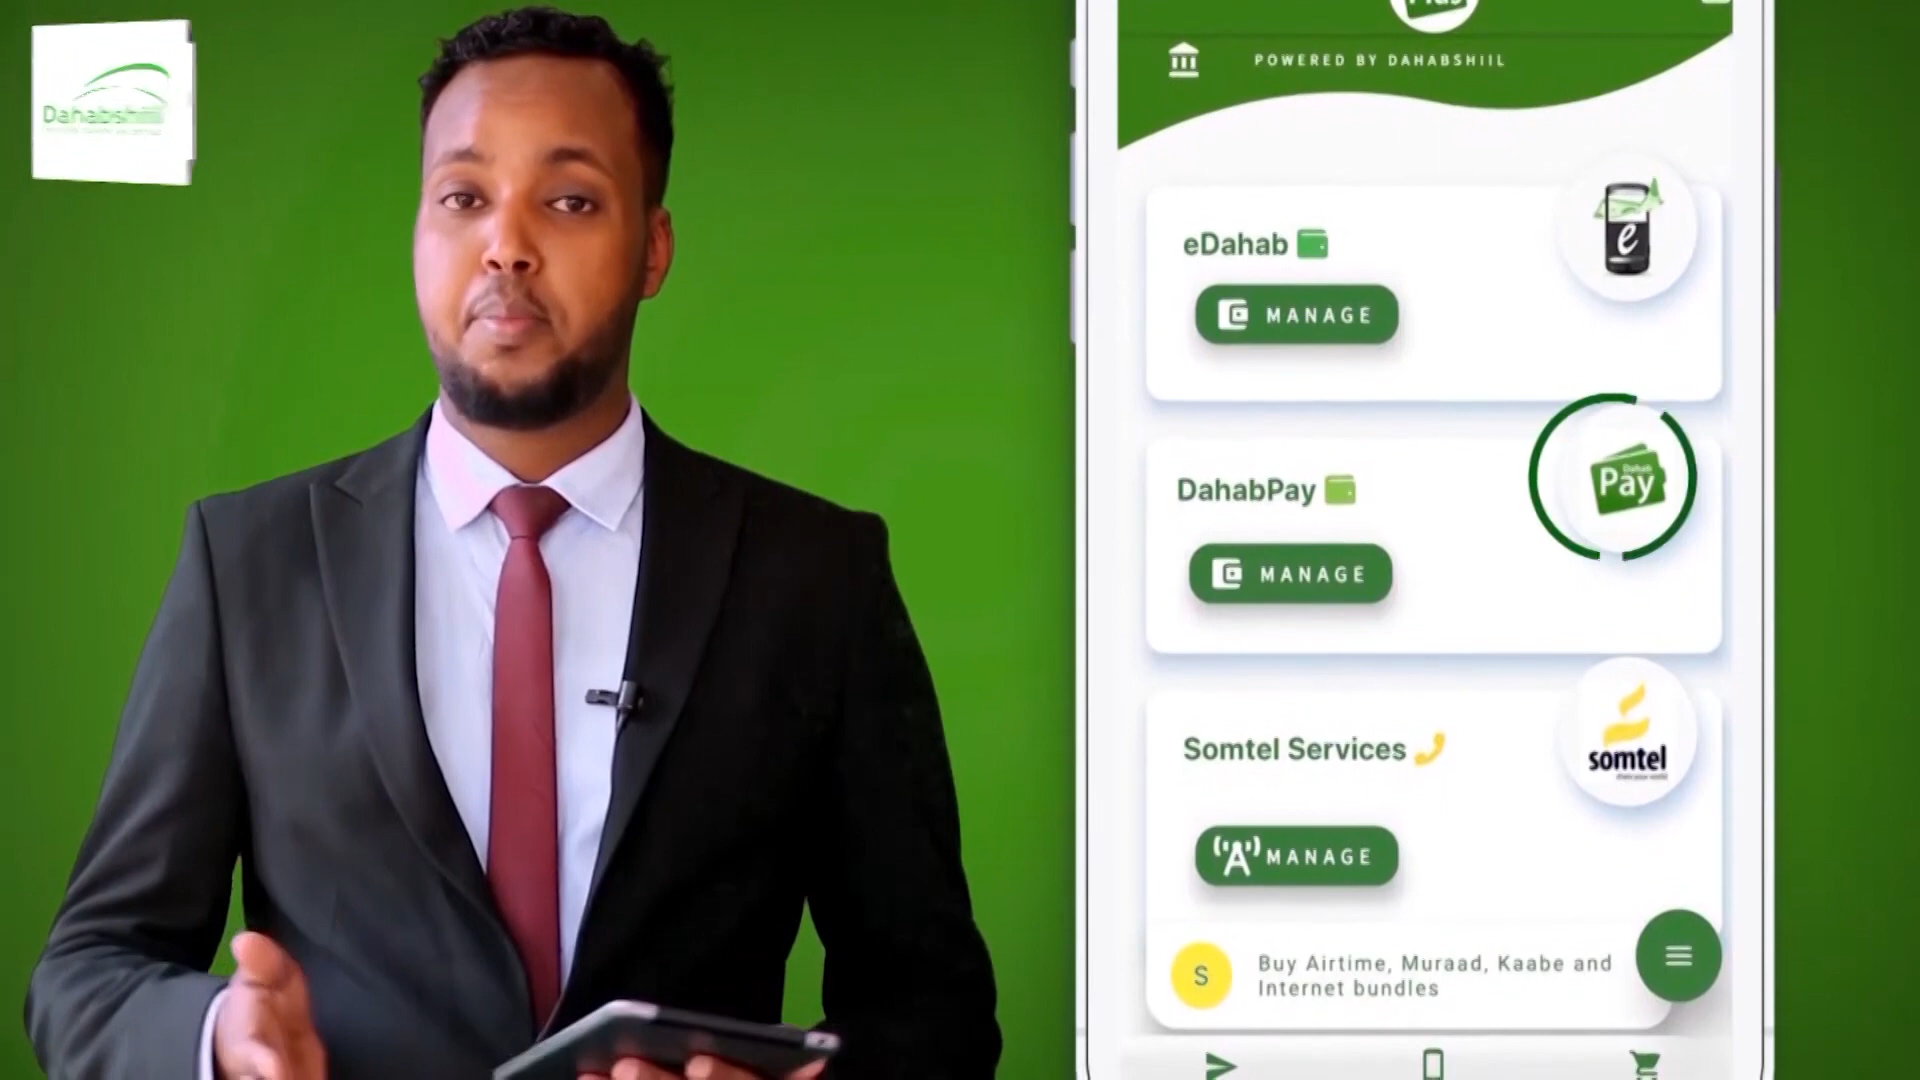 Dahabshiil
POWERED BY DAHABSHIIL
eDahab
e
MANAGE
DahabPay
Dahab
Pay
MANAGE
Somtel Services
somtel
MANAGE
S
Buy Airtime, Muraad, Kaabe and
Internet bundles